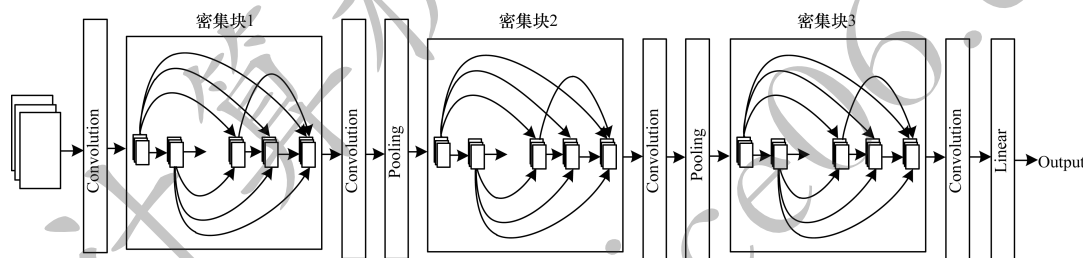 密集块1
密集块2
密集块3
Convolution
Convolution
Pooling
Convolution
Pooling
Convolution
Linear
Output